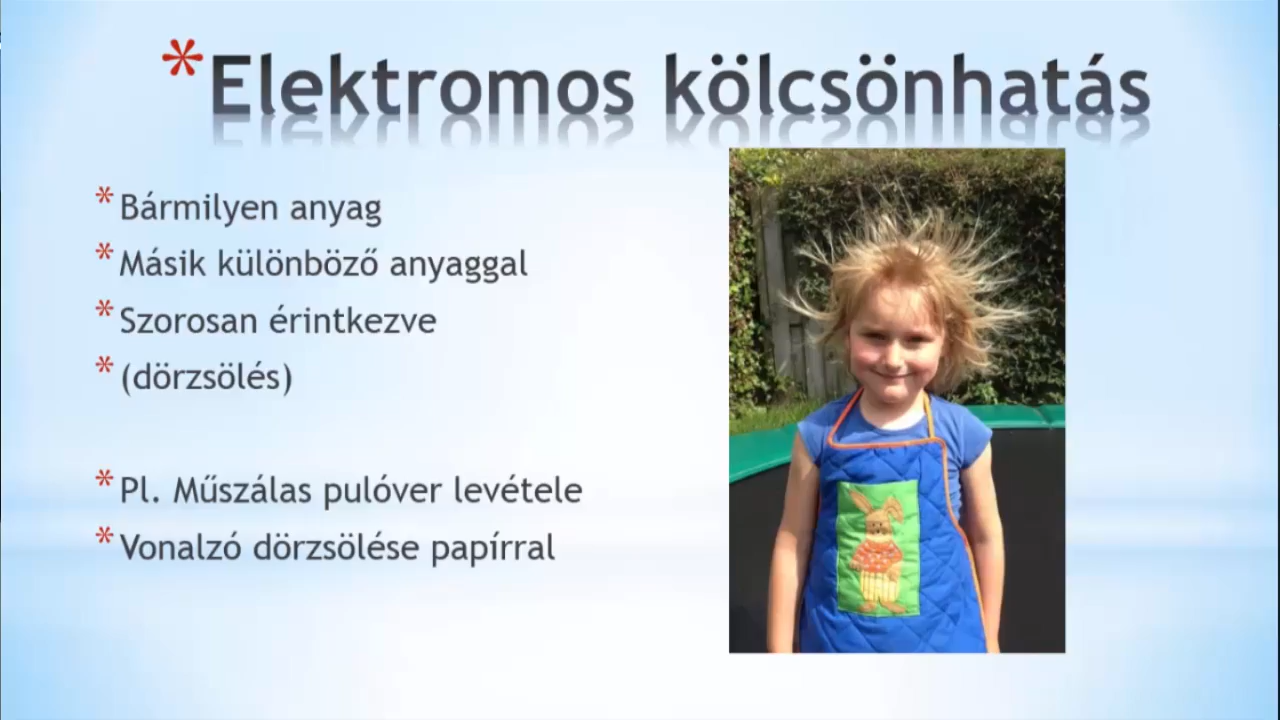 *Elektromos kölcsönhatás
* Bármilyen anyag
* Másik különböző anyaggal
* Szorosan érintkezve
* (dörzsölés)
* Pl. Műszálas pulóver levétele
* Vonalzó dörzsölése papírral